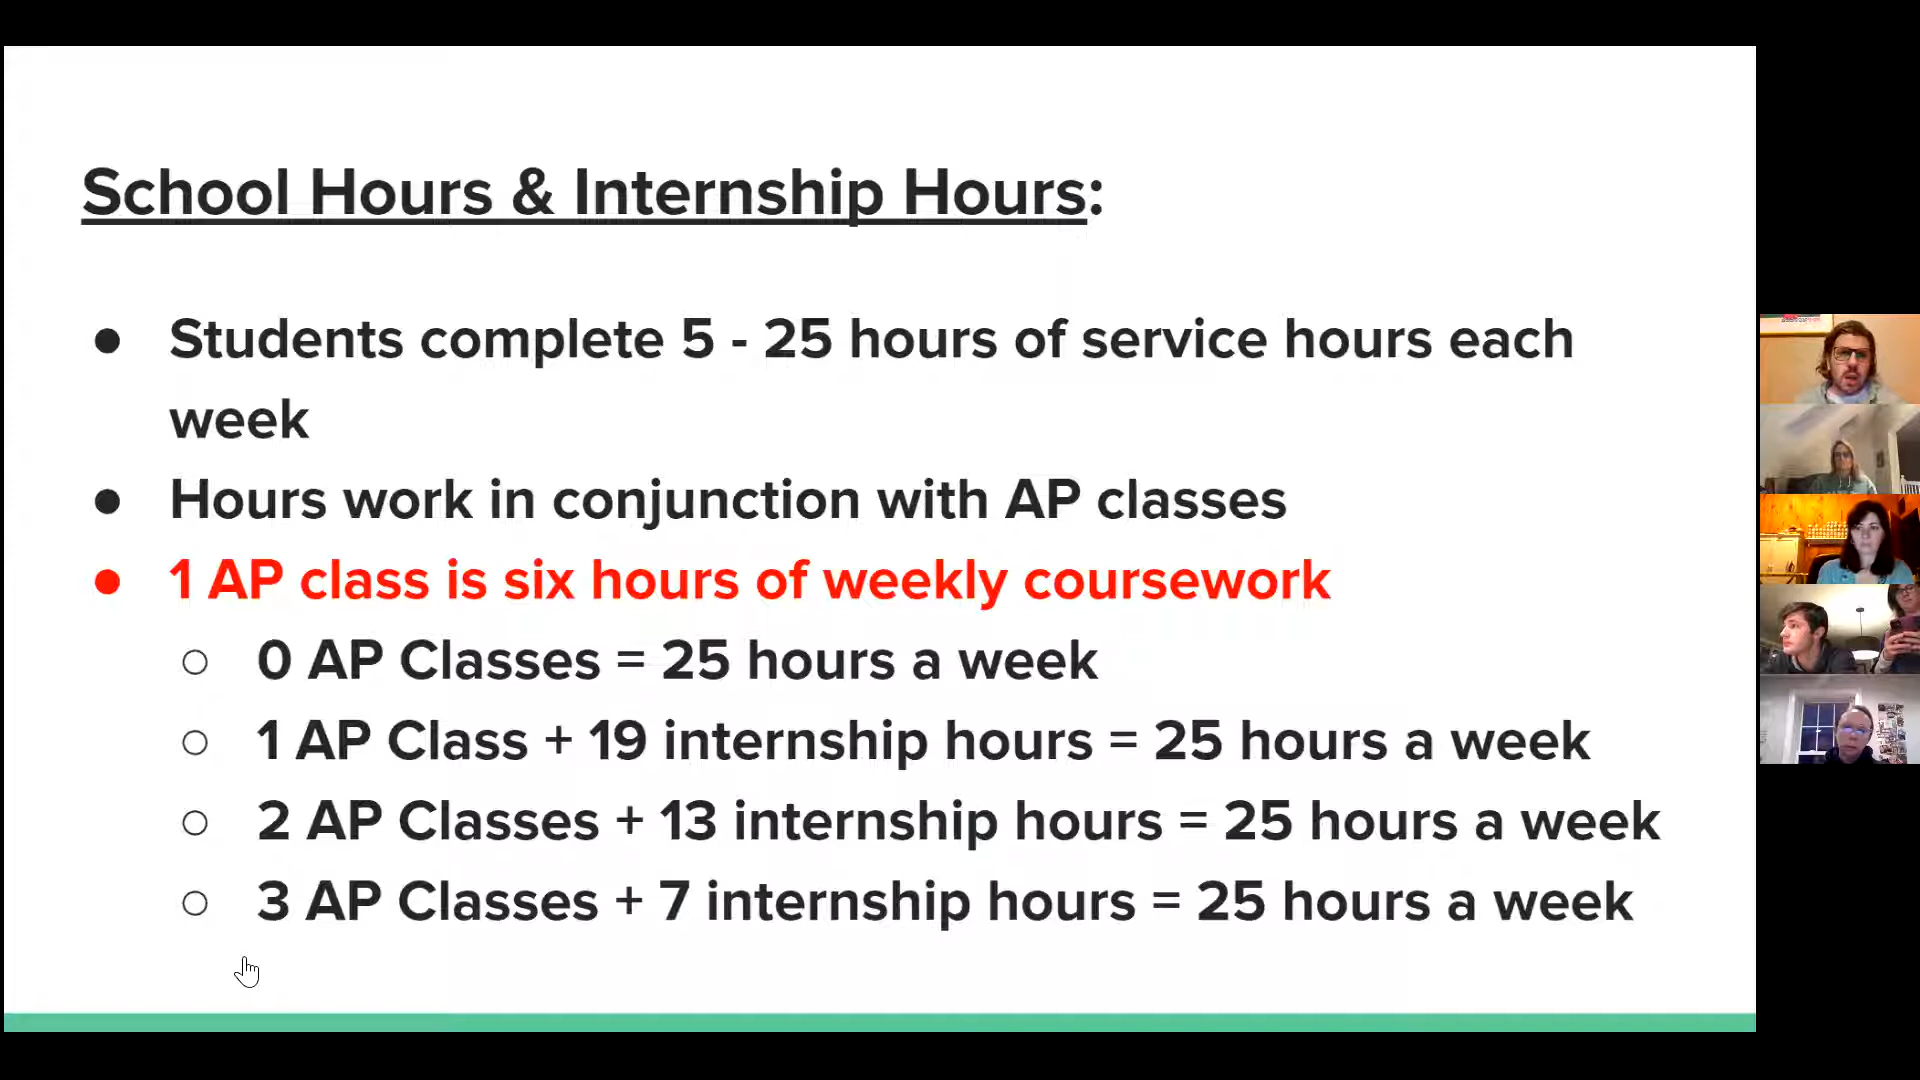 School Hours & Internship Hours:
● Students complete 5 - 25 hours of service hours each
week
● Hours work in conjunction with AP classes
● 1 AP class is six hours of weekly coursework
○ 0 AP Classes = 25 hours a week
○ 1 AP Class + 19 internship hours = 25 hours a week
○ 2 AP Classes + 13 internship hours = 25 hours a week
○ 3 AP Classes + 7 internship hours = 25 hours a week